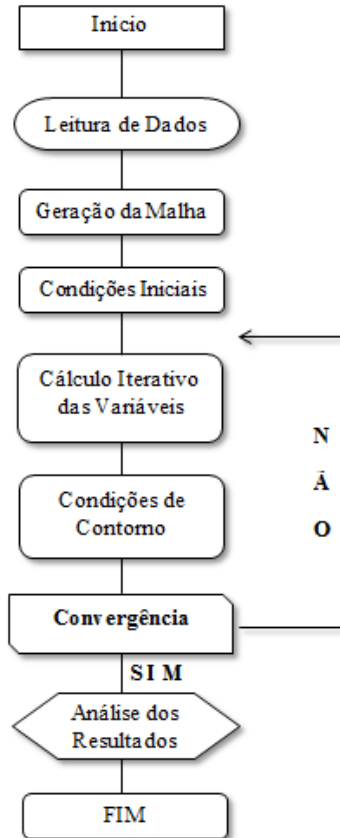 Início
Leitura de Dados
Geração da Malha
Condições Iniciais
Cálculo Iterativo
das Variáveis
N
Ã
O
Condições de
Contorno
Convergência
SIM
Análise dos
Resultados
FIM